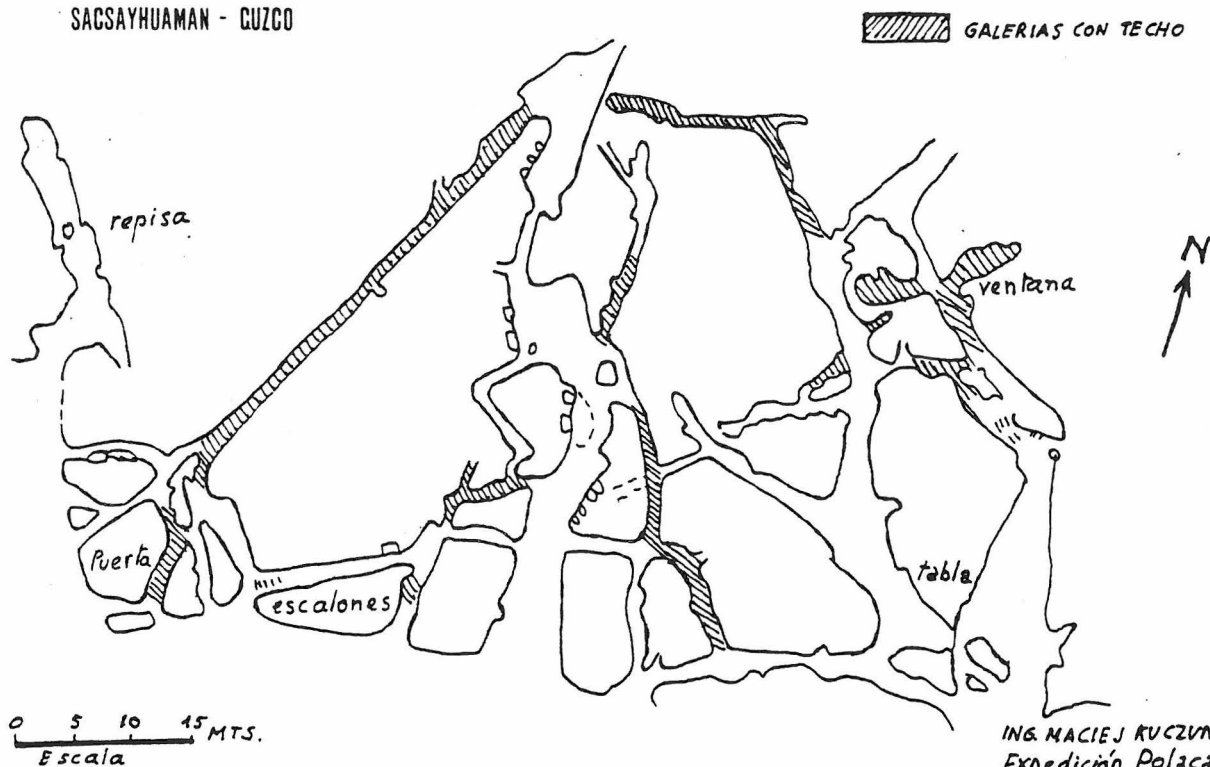 SACSAYHUAMAN - CUZCO
GALERIAS CON TECHO
repisa
ventana
N
Puerta
escalones
tabla
0 5 10 15 MTS.
Escala
ING. MACIEJ KUCZYN
Expedición Polaca